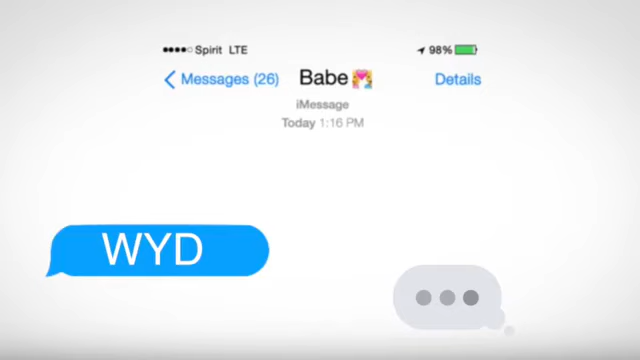 Spirit LTE 98%
Messages (26) Babe Details
iMessage
Today 1:16 PM
WYD